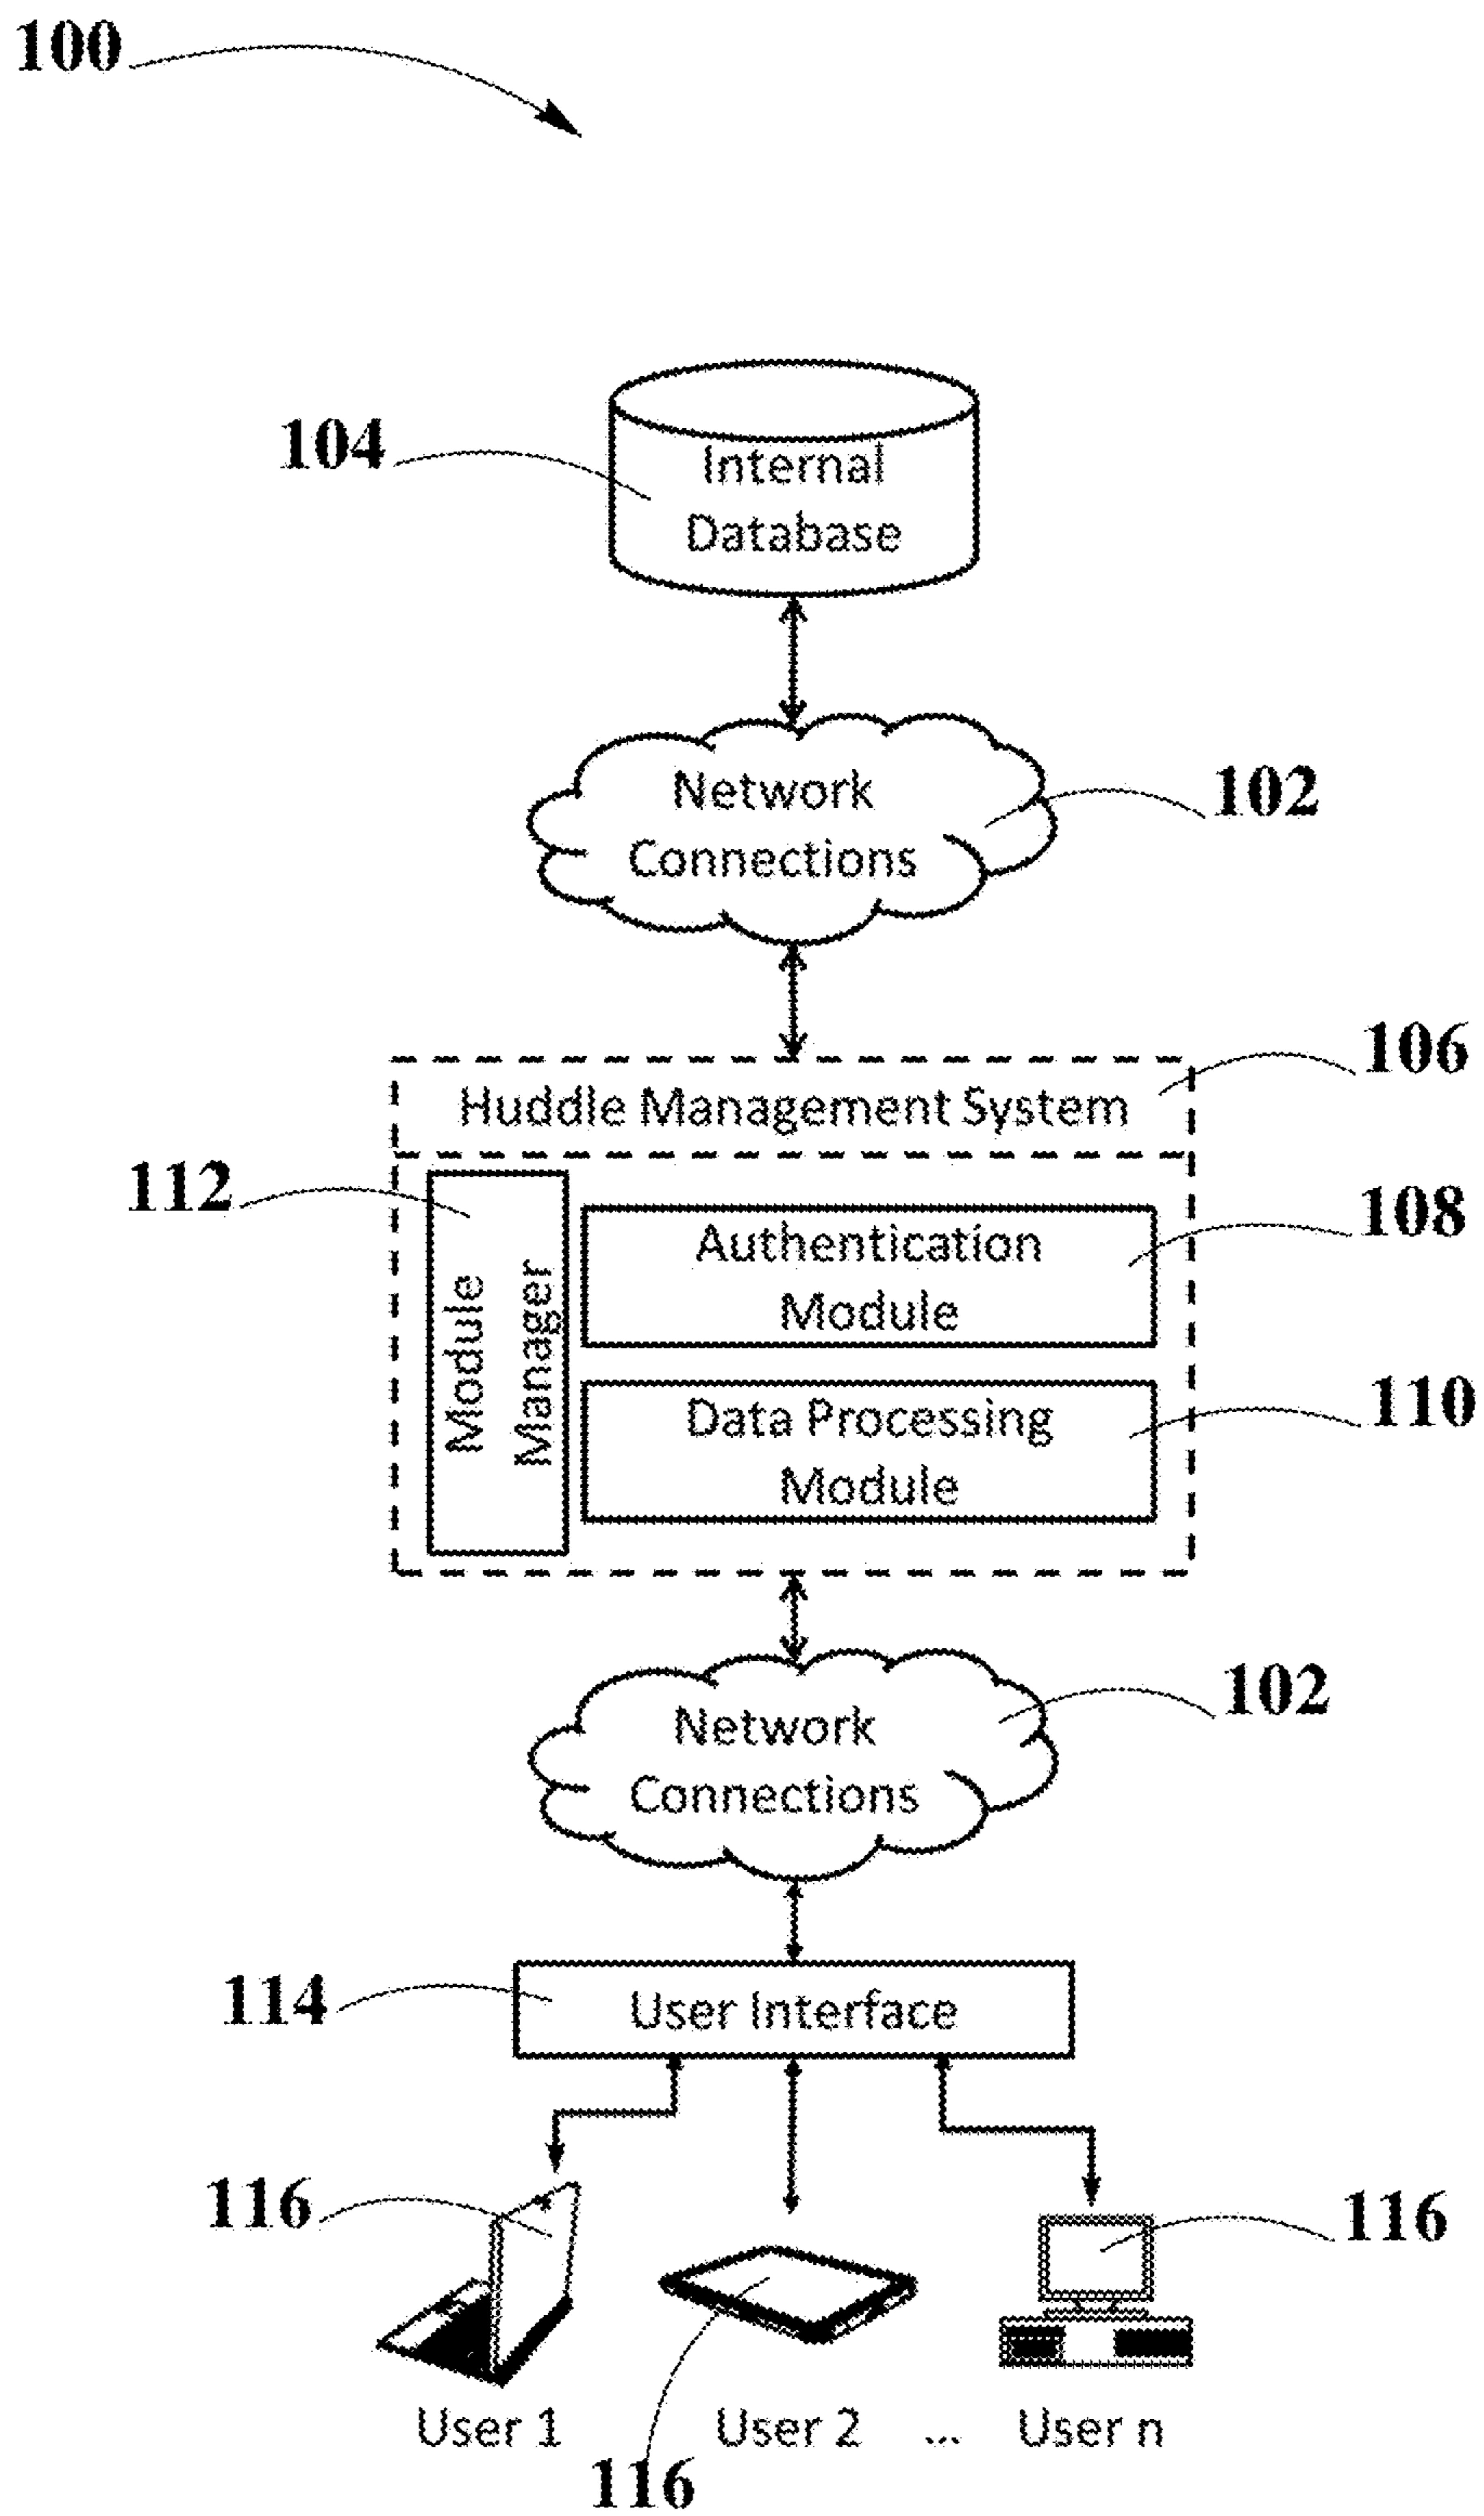 100
104
Internal
Database
Network
Connections
102
106
Huddle Management System
112
Module
Manager
108
Authentication
Module
110
Data Processing
Module
Network
Connections
102
114
User Interface
116
116
User 1
User 2
...
User n
116